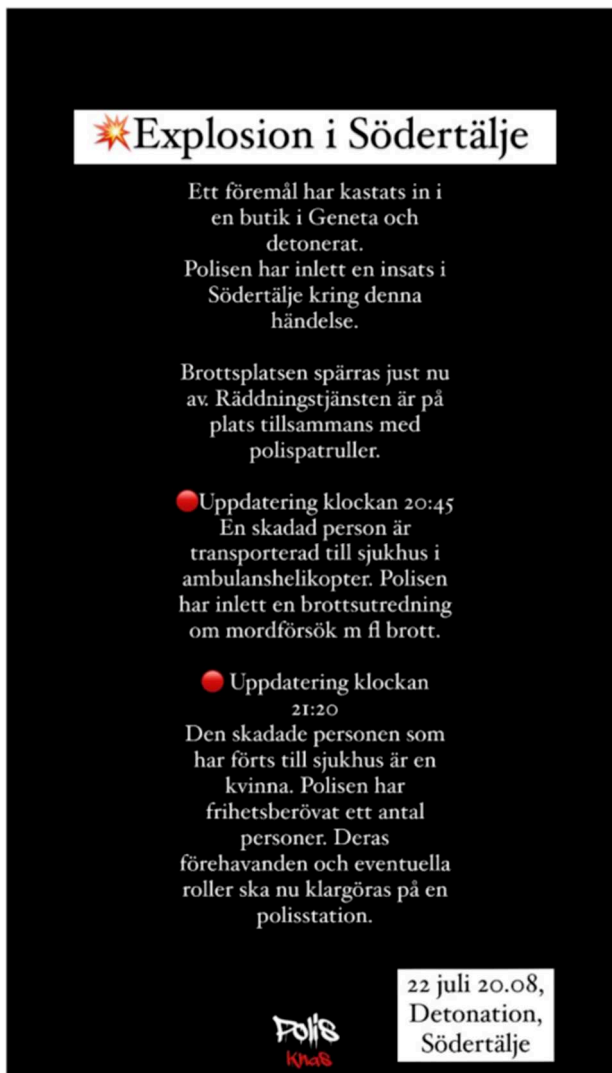 💥Explosion i Södertälje
Ett föremål har kastats in i
en butik i Geneta och
detonerat.
Polisen har inlett en insats i
Södertälje kring denna
händelse.
Brottsplatsen spärras just nu
av. Räddningstjänsten är på
plats tillsammans med
polispatruller.
🔴Uppdatering klockan 20:45
En skadad person är
transporterad till sjukhus i
ambulanshelikopter. Polisen
har inlett en brottsutredning
om mordförsök m fl brott.
🔴 Uppdatering klockan
21:20
Den skadade personen som
har förts till sjukhus är en
kvinna. Polisen har
frihetsberövat ett antal
personer. Deras
förehavanden och eventuella
roller ska nu klargöras på en
polisstation.
22 juli 20.08,
Detonation,
Södertälje
Polis
Knas